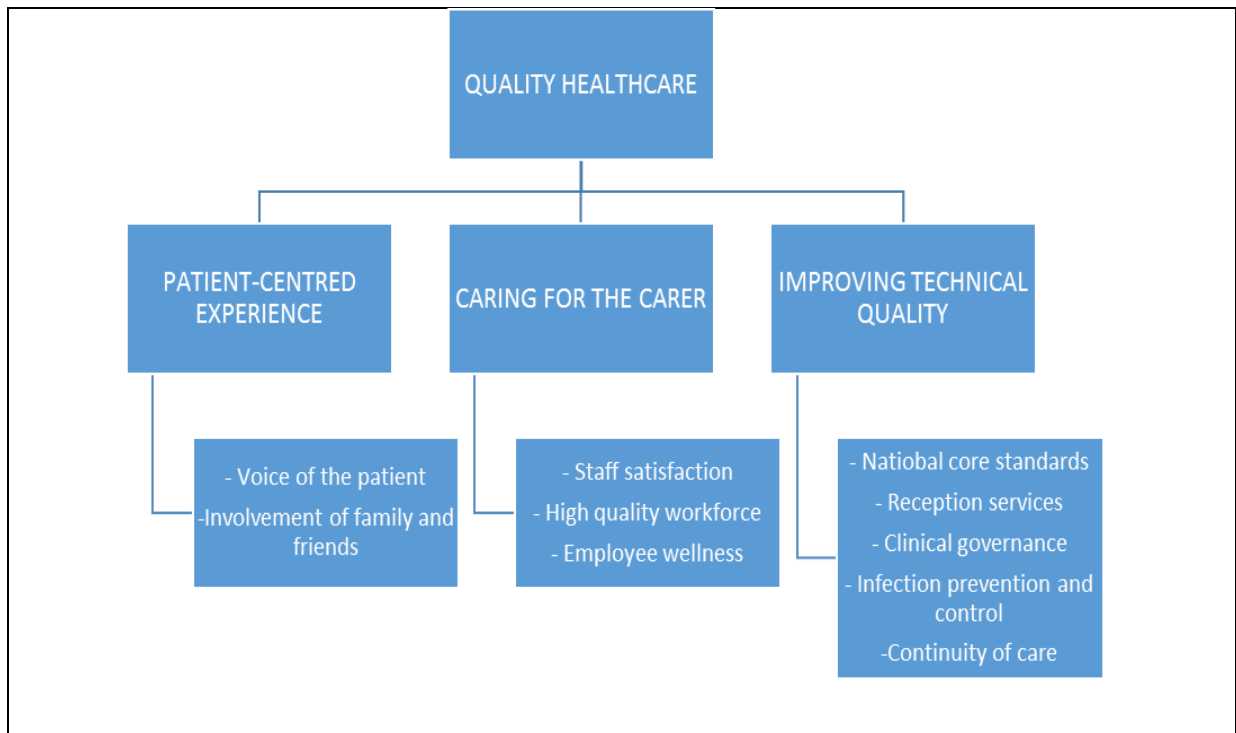 QUALITY HEALTHCARE
PATIENT-CENTRED
EXPERIENCE
CARING FOR THE CARER
IMPROVING TECHNICAL
QUALITY
- Voice of the patient
-Involvement of family and
friends
- Staff satisfaction
- High quality workforce
- Employee wellness
- Natiobal core standards
- Reception services
- Clinical governance
- Infection prevention and
control
-Continuity of care